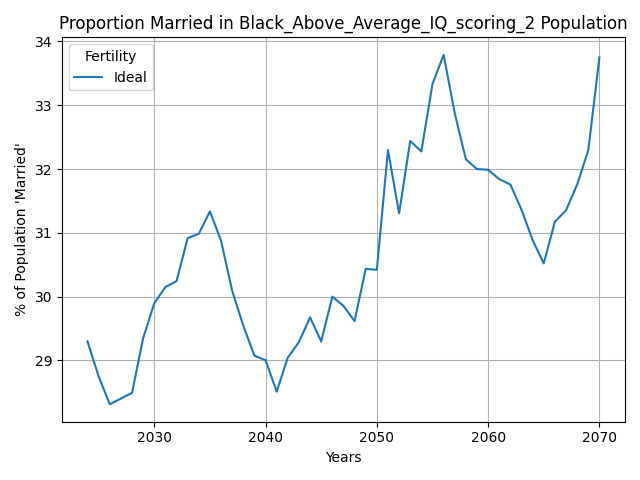 Proportion Married in Black_Above_Average_IQ_scoring_2 Population
% of Population 'Married'
34
33
32
31
30
29
Fertility
Ideal
2030 2040 2050 2060 2070
Years